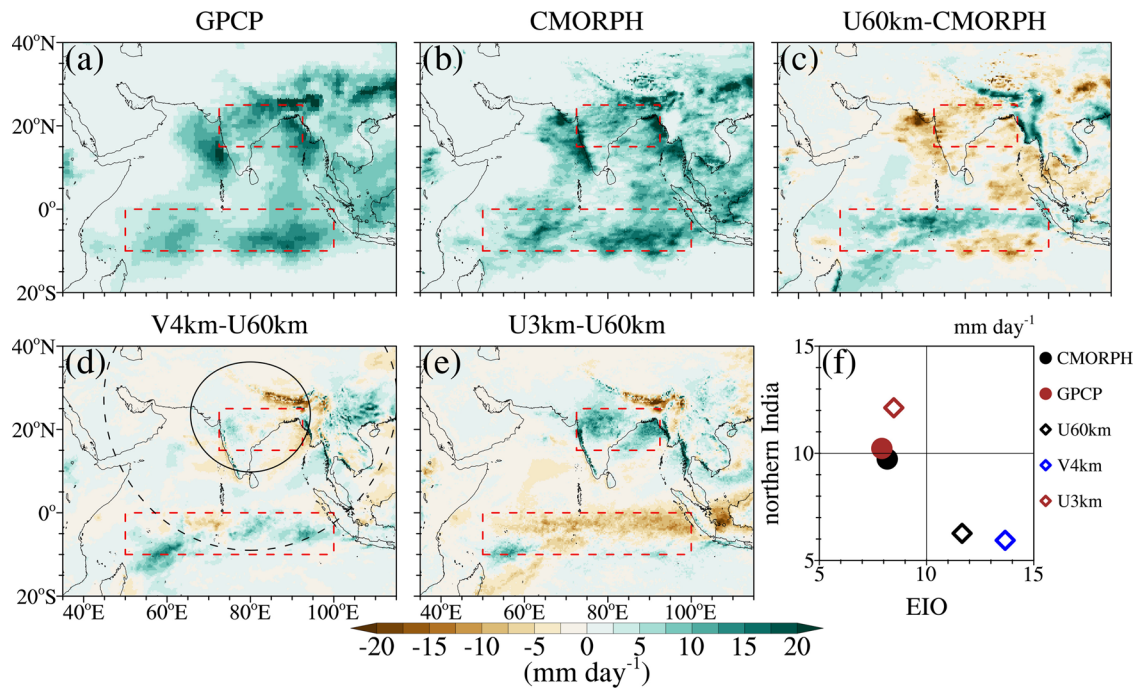 GPCP CMORPH U60km-CMORPH
40°N (a) (b) (c)
20°N
0°
20°S
V4km-U60km U3km-U60km mm day⁻¹
40°N (d) (e) 15 (f) CMORPH
GPCP
20°N U60km
northern India 10
0° V4km
U3km
20°S 5
5 10 15
40°E 60°E 80°E 100°E 40°E 60°E 80°E 100°E EIO
-20 -15 -10 -5 0 5 10 15 20
(mm day⁻¹)